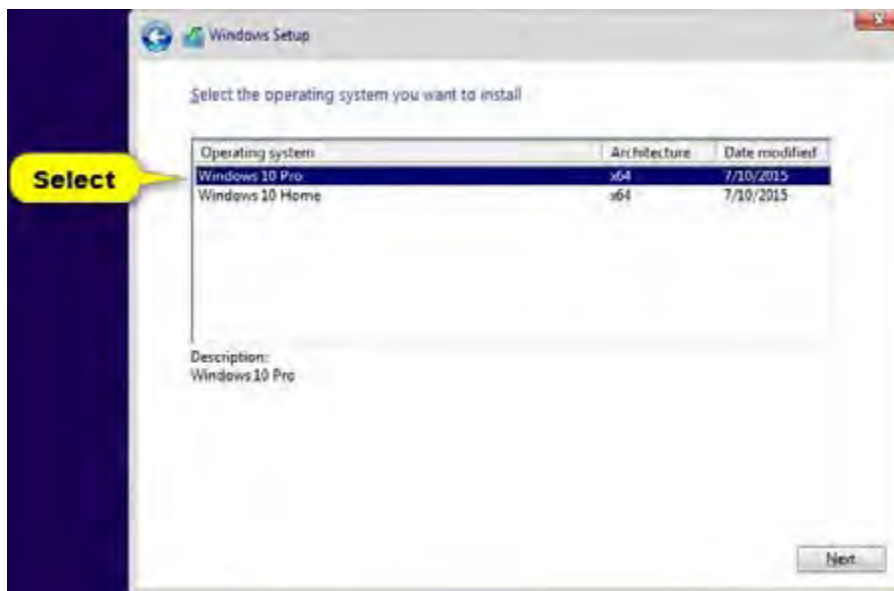 Windows Setup
Select the operating system you want to install
Operating system Architecture Date modified
Select
Windows 10 Pro x64 7/10/2015
Windows 10 Home x64 7/10/2015
Description:
Windows 10 Pro
Next